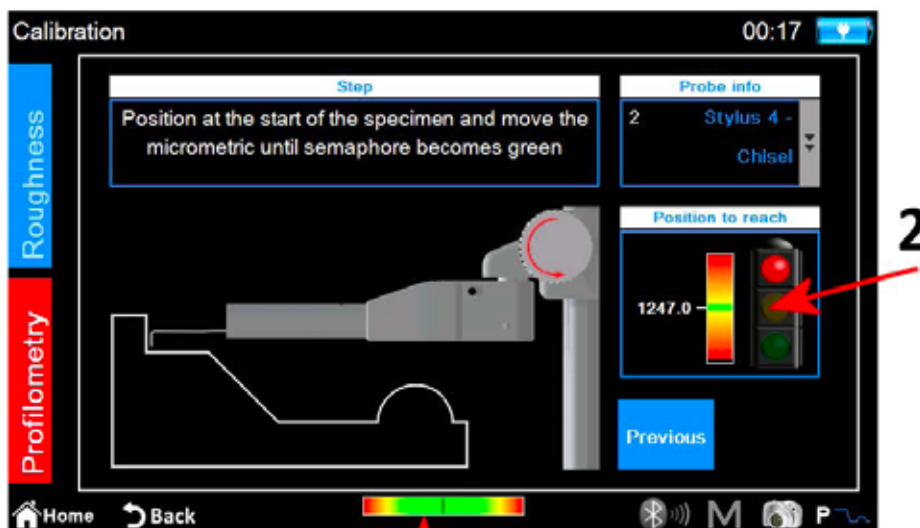 Calibration
00:17
Step
Position at the start of the specimen and move the
micrometric until semaphore becomes green
Probe info
2 Stylus 4 -
Chisel
Roughness
Profilometry
Position to reach
1247.0
2
Previous
Home
Back
M
P